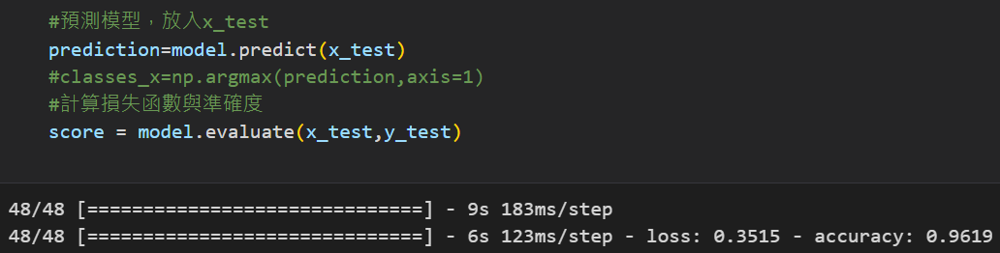 #預測模型，放入x_test
prediction=model.predict(x_test)
#classes_x=np.argmax(prediction,axis=1)
#計算損失函數與準確度
score = model.evaluate(x_test,y_test)
48/48 [==============================] - 9s 183ms/step
48/48 [==============================] - 6s 123ms/step - loss: 0.3515 - accuracy: 0.9619